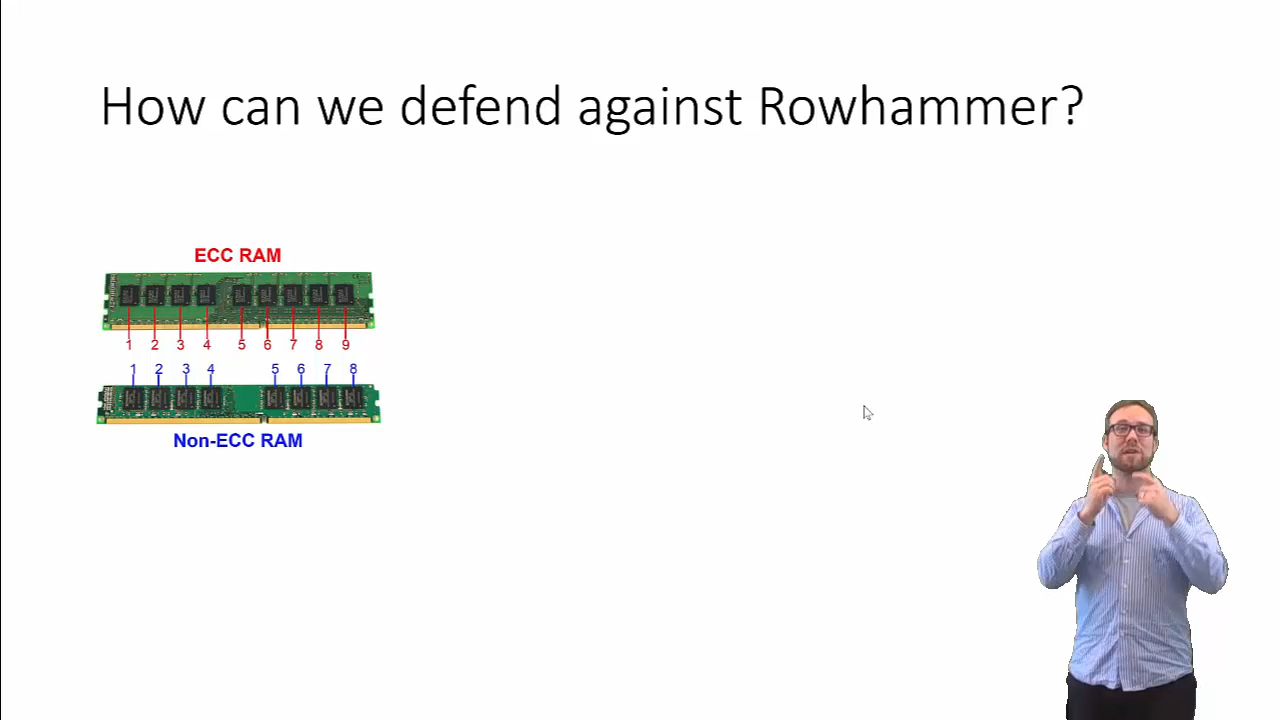 How can we defend against Rowhammer?
ECC RAM
1 2 3 4 5 6 7 8 9
1 2 3 4 5 6 7 8
Non-ECC RAM